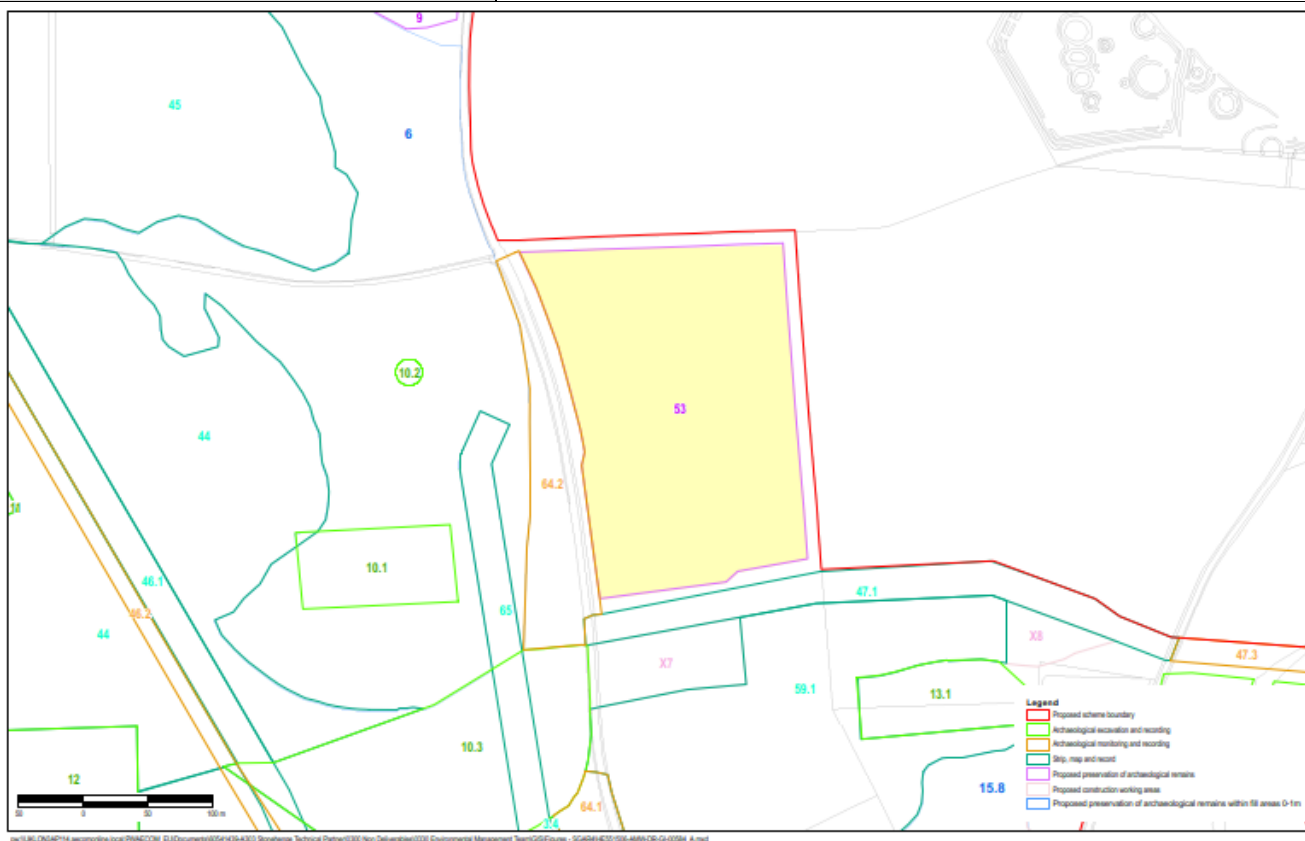 9
45
6
10.2
44
53
64.2
M
10.1
46.1
65
47.1
46.2
44
X7
X8
47.3
59.1
13.1
10.3
12
15.8
64.1
3.4
50 0 50 100 m
Legend
Proposed scheme boundary
Archaeological excavation and recording
Archaeological monitoring and recording
Strip, map and record
Proposed preservation of archaeological remains
Proposed construction working areas
Proposed preservation of archaeological remains within fill areas 0-1m